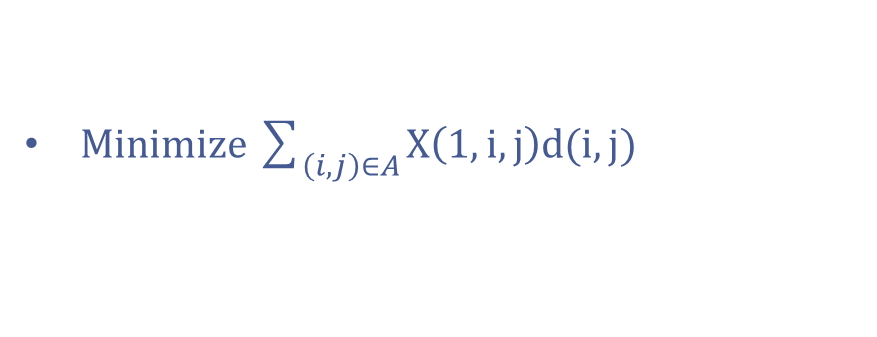 • Minimize ∑_(i,j)∈A X(1, i, j)d(i, j)